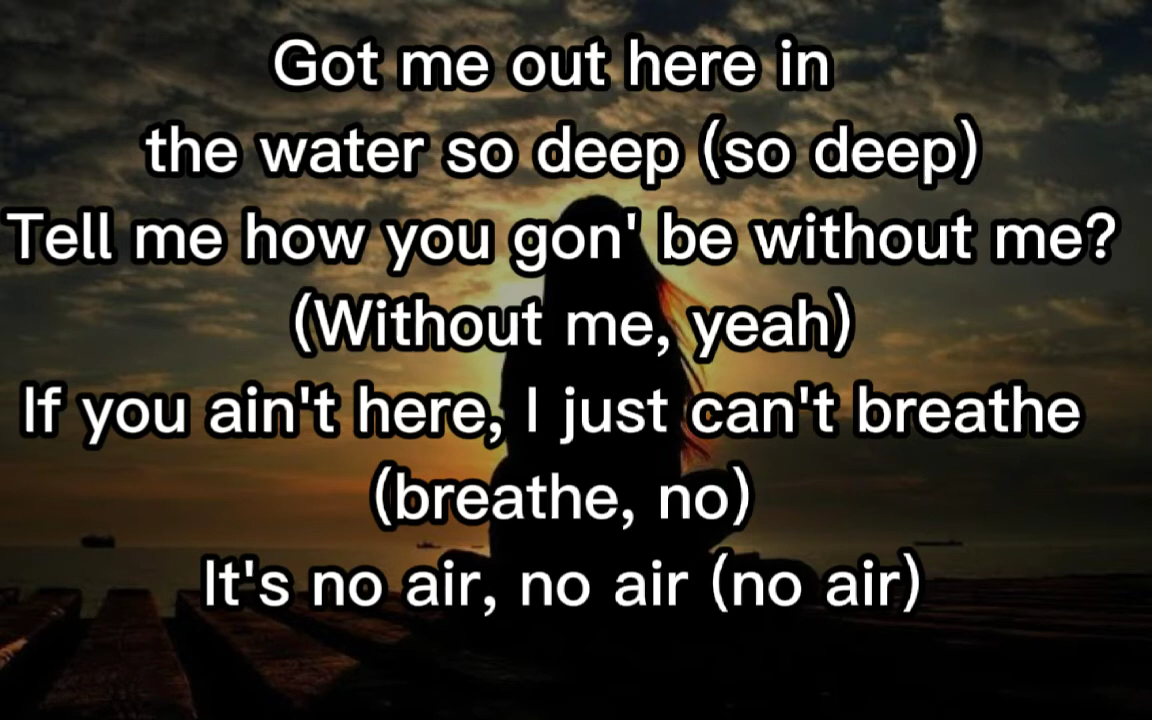 Got me out here in
the water so deep (so deep)
Tell me how you gon' be without me?
(Without me, yeah)
If you ain't here, I just can't breathe
(breathe, no)
It's no air, no air (no air)